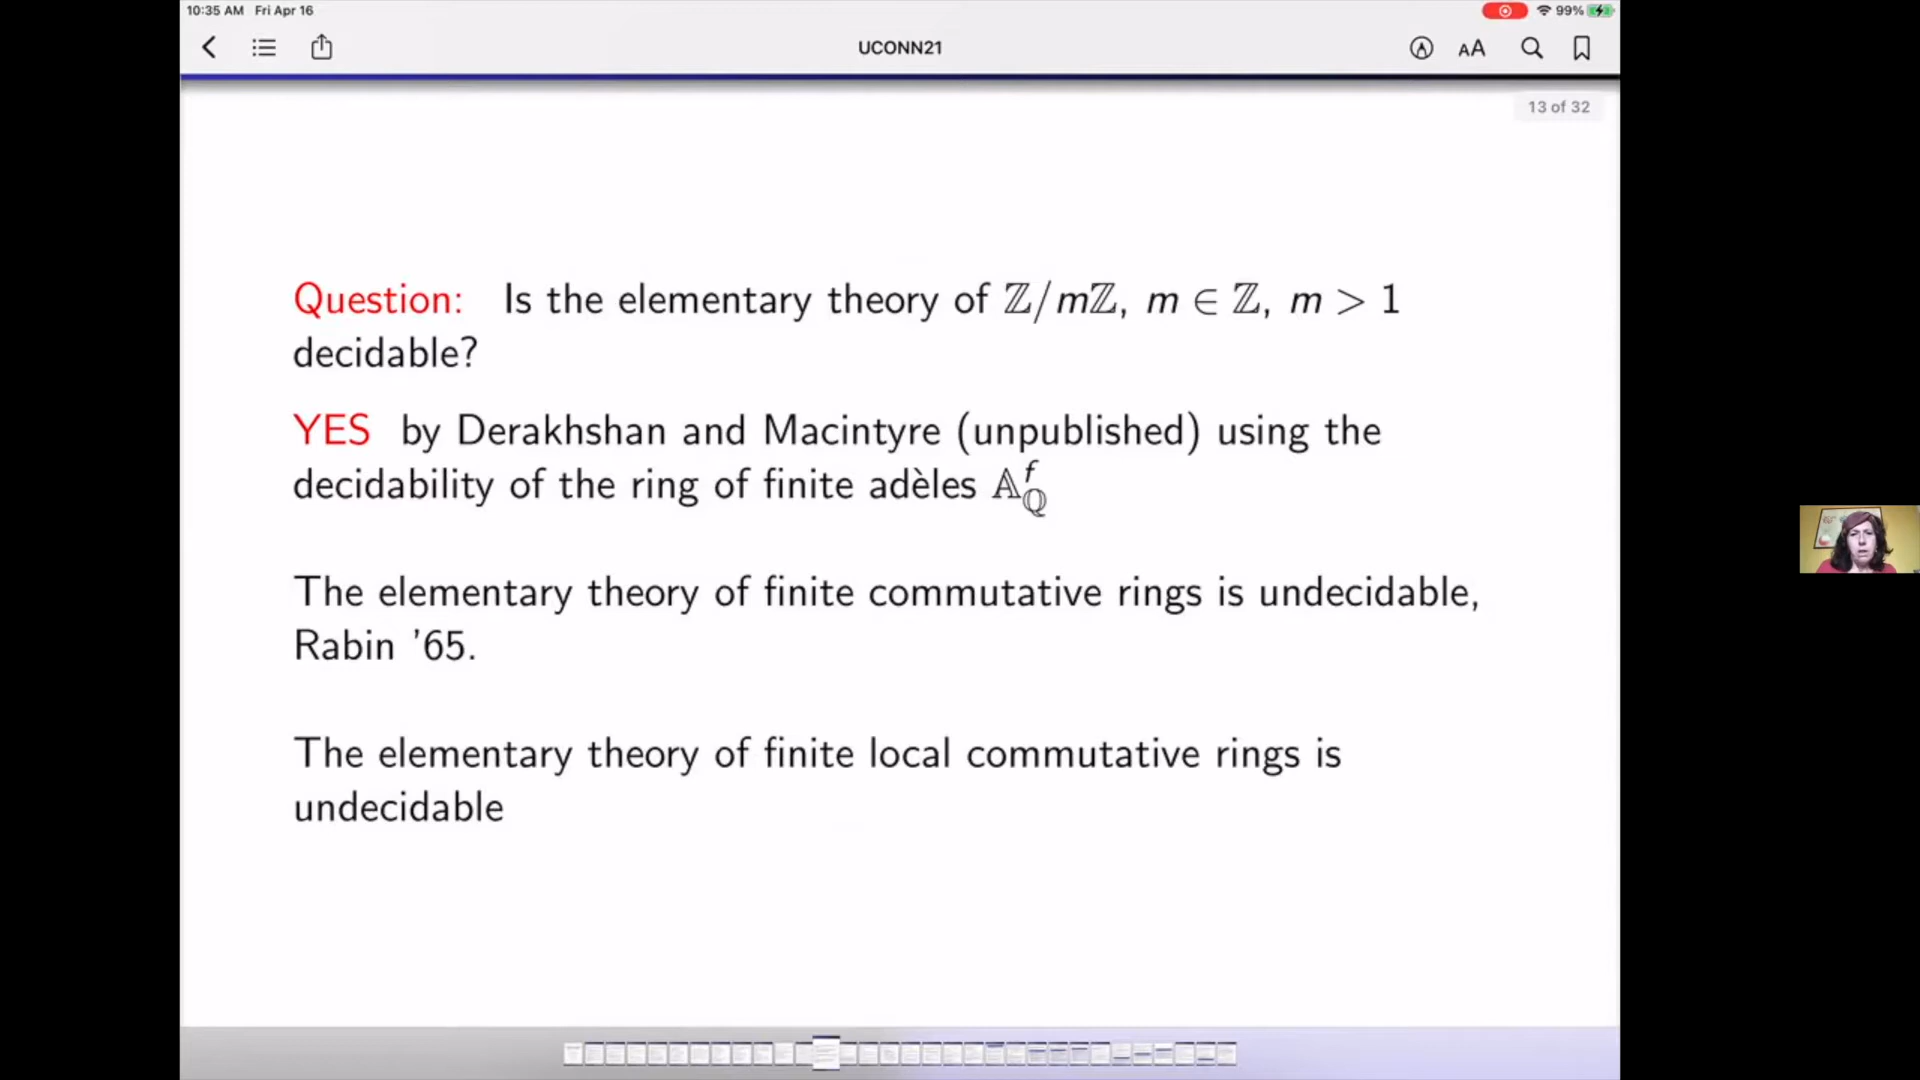 10:35 AM Fri Apr 16
99%
UCONN21
AA
13 of 32
Question: Is the elementary theory of ℤ/mℤ, m ∈ ℤ, m > 1
decidable?
YES by Derakhshan and Macintyre (unpublished) using the
decidability of the ring of finite adèles 𝔸_ℚ^f
The elementary theory of finite commutative rings is undecidable,
Rabin ’65.
The elementary theory of finite local commutative rings is
undecidable